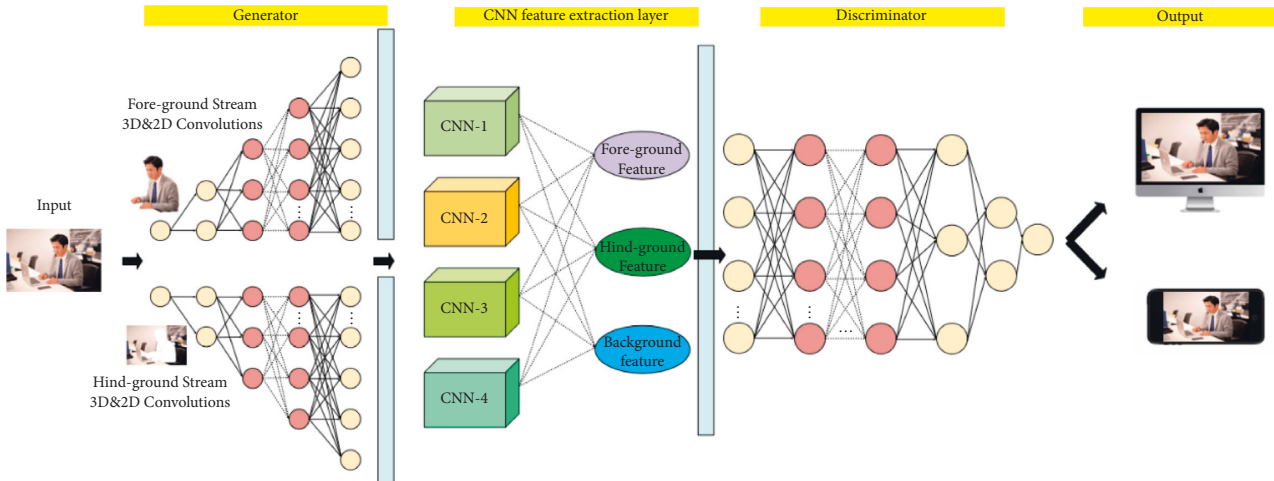 Generator
CNN feature extraction layer
Discriminator
Output
Fore-ground Stream
3D&2D Convolutions
Input
Hind-ground Stream
3D&2D Convolutions
CNN-1
CNN-2
CNN-3
CNN-4
Fore-ground
Feature
Hind-ground
Feature
Background
feature